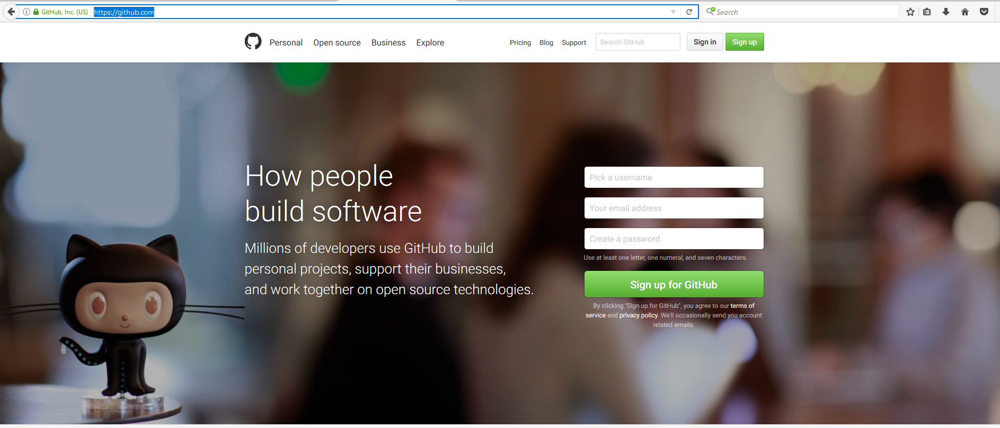 GitHub, Inc. (US) https://github.com Search
Personal Open source Business Explore Pricing Blog Support Search GitHub Sign in Sign up
How people
build software
Millions of developers use GitHub to build
personal projects, support their businesses,
and work together on open source technologies.
Pick a username
Your email address
Create a password
Use at least one letter, one numeral, and seven characters.
Sign up for GitHub
By clicking "Sign up for GitHub", you agree to our terms of
service and privacy policy. We'll occasionally send you account
related emails.